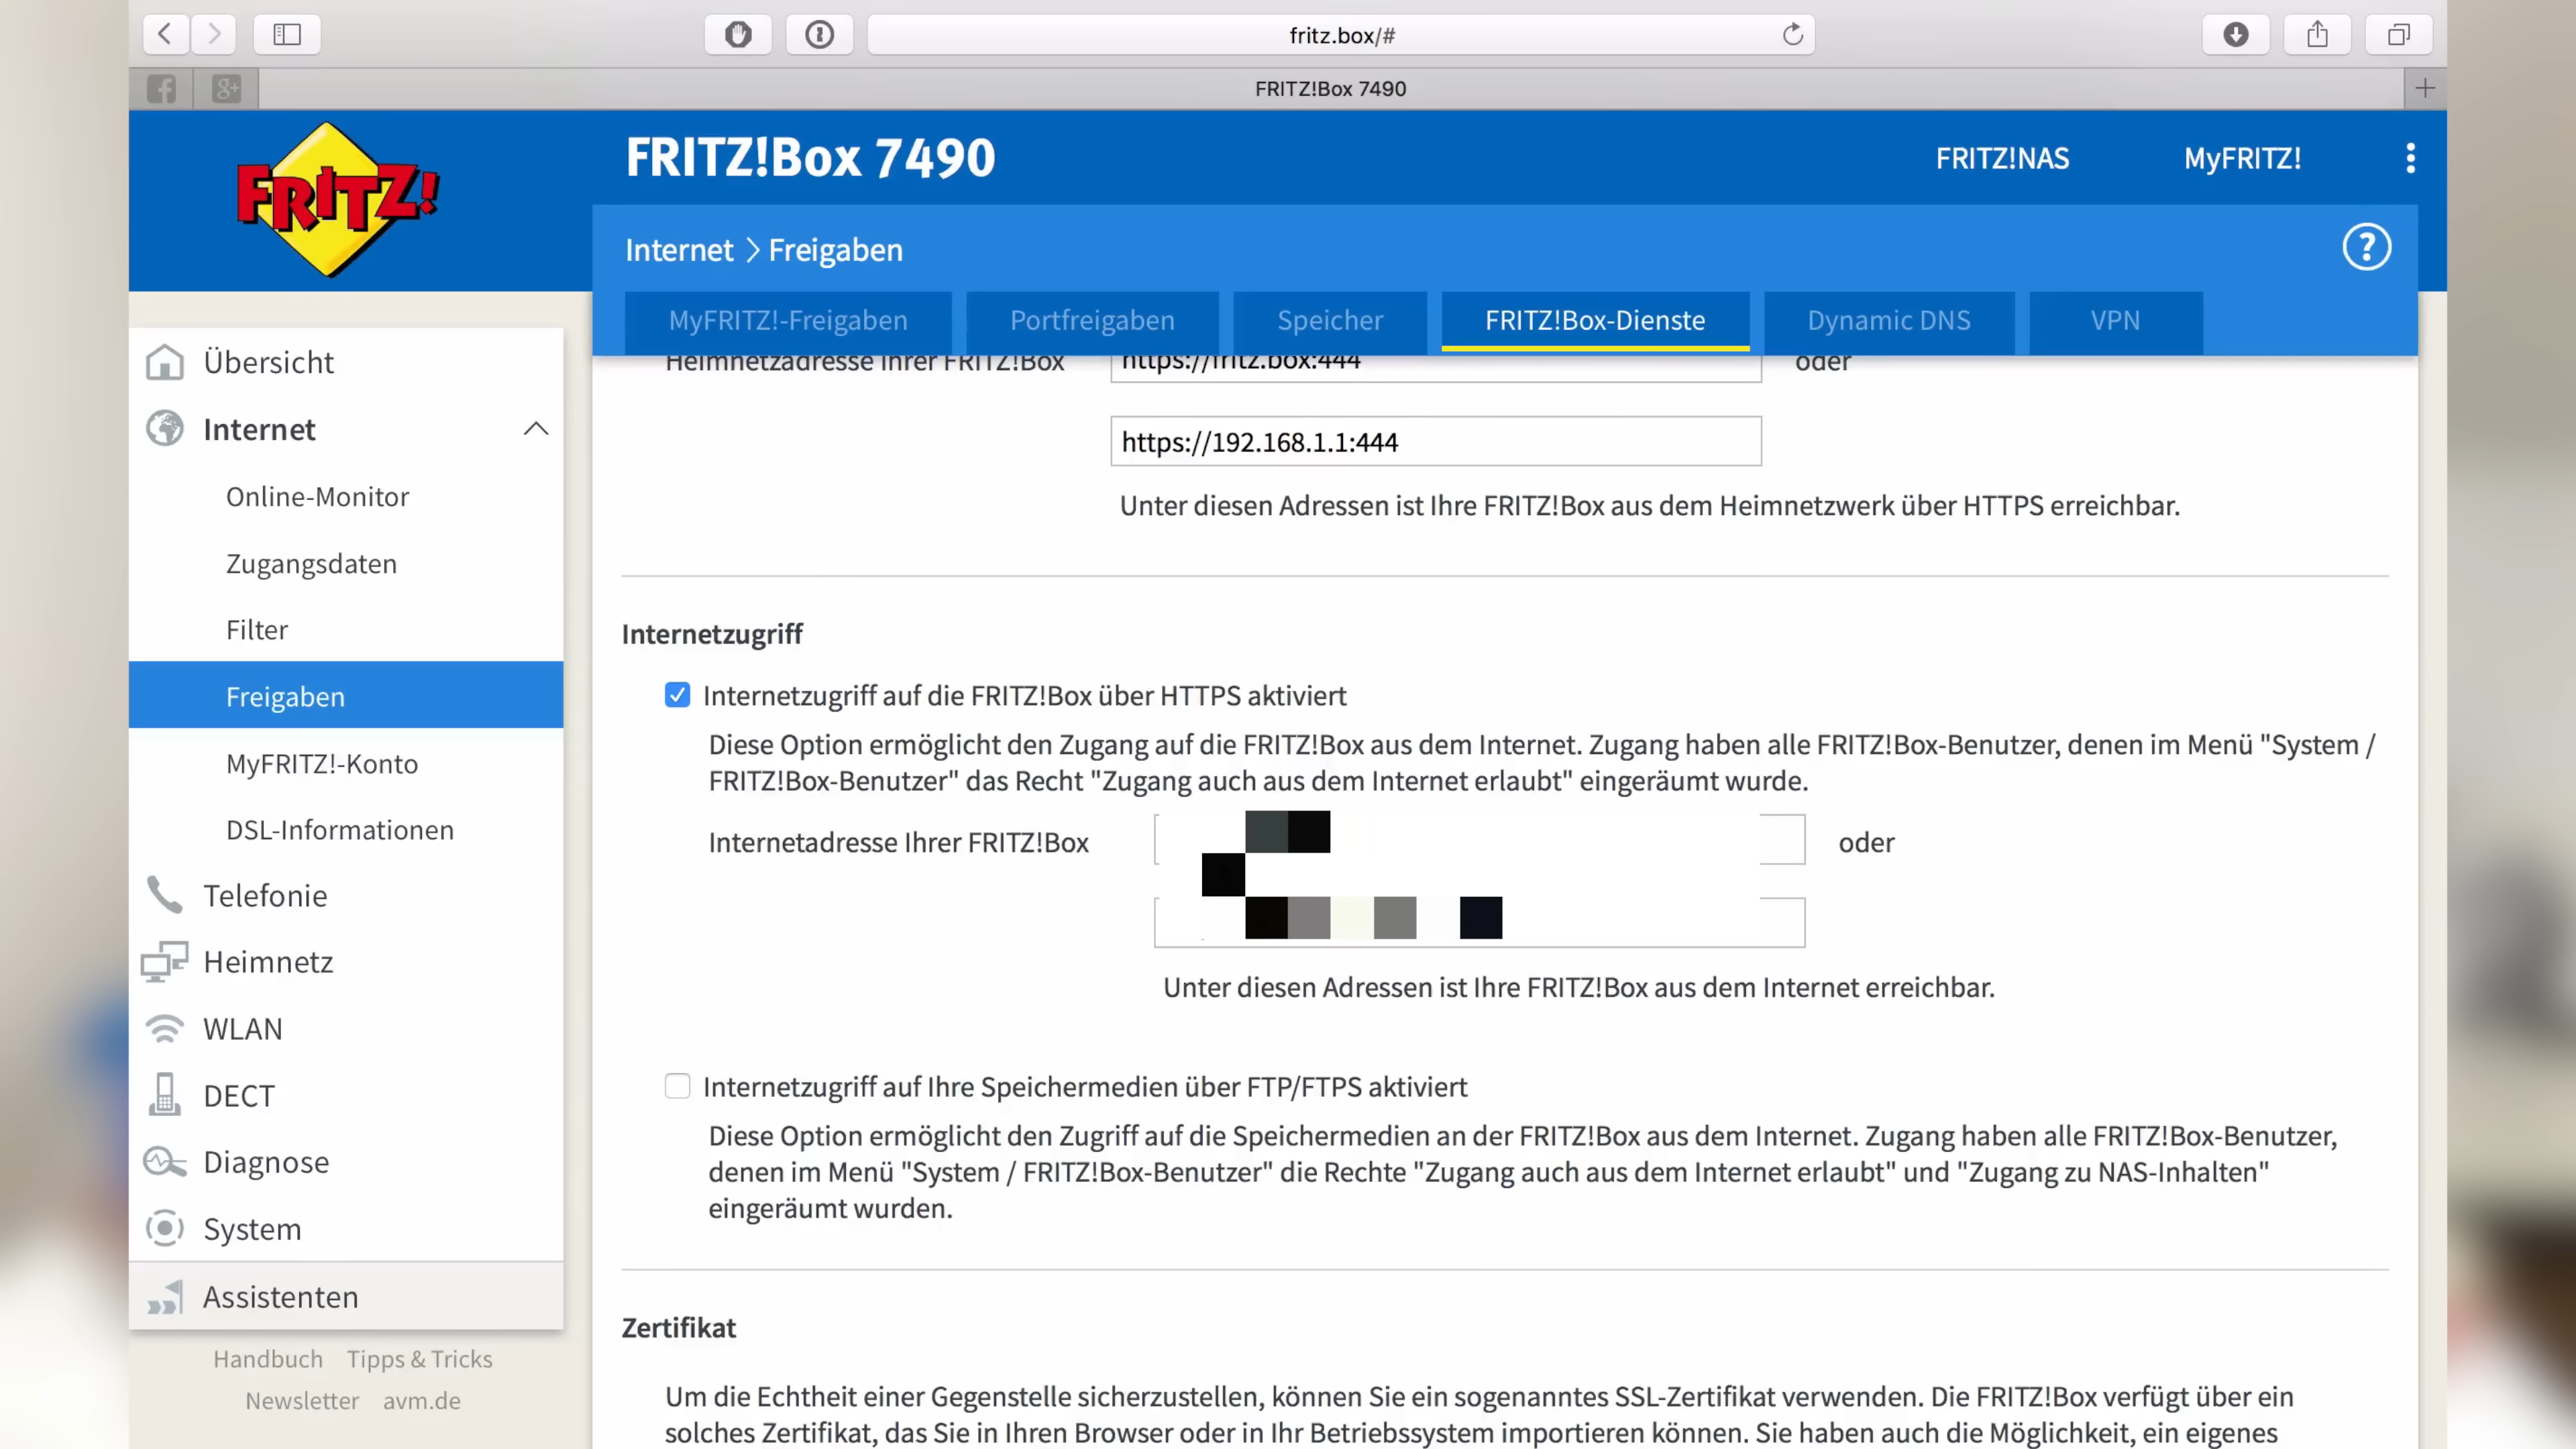 fritz.box/#
FRITZ!Box 7490
FRITZ!
FRITZ!Box 7490
FRITZ!NAS
MyFRITZ!
Internet > Freigaben
MyFRITZ!-Freigaben
Portfreigaben
Speicher
FRITZ!Box-Dienste
Dynamic DNS
VPN
Übersicht
Internet
Online-Monitor
Zugangsdaten
Filter
Freigaben
MyFRITZ!-Konto
DSL-Informationen
Telefonie
Heimnetz
WLAN
DECT
Diagnose
System
Assistenten
Handbuch Tipps & Tricks
Newsletter avm.de
Heimnetzadresse Ihrer FRITZ!Box https://fritz.box:444 oder
https://192.168.1.1:444
Unter diesen Adressen ist Ihre FRITZ!Box aus dem Heimnetzwerk über HTTPS erreichbar.
Internetzugriff
Internetzugriff auf die FRITZ!Box über HTTPS aktiviert
Diese Option ermöglicht den Zugang auf die FRITZ!Box aus dem Internet. Zugang haben alle FRITZ!Box-Benutzer, denen im Menü "System /
FRITZ!Box-Benutzer" das Recht "Zugang auch aus dem Internet erlaubt" eingeräumt wurde.
Internetadresse Ihrer FRITZ!Box oder
Unter diesen Adressen ist Ihre FRITZ!Box aus dem Internet erreichbar.
Internetzugriff auf Ihre Speichermedien über FTP/FTPS aktiviert
Diese Option ermöglicht den Zugriff auf die Speichermedien an der FRITZ!Box aus dem Internet. Zugang haben alle FRITZ!Box-Benutzer,
denen im Menü "System / FRITZ!Box-Benutzer" die Rechte "Zugang auch aus dem Internet erlaubt" und "Zugang zu NAS-Inhalten"
eingeräumt wurden.
Zertifikat
Um die Echtheit einer Gegenstelle sicherzustellen, können Sie ein sogenanntes SSL-Zertifikat verwenden. Die FRITZ!Box verfügt über ein
solches Zertifikat, das Sie in Ihren Browser oder in Ihr Betriebssystem importieren können. Sie haben auch die Möglichkeit, ein eigenes